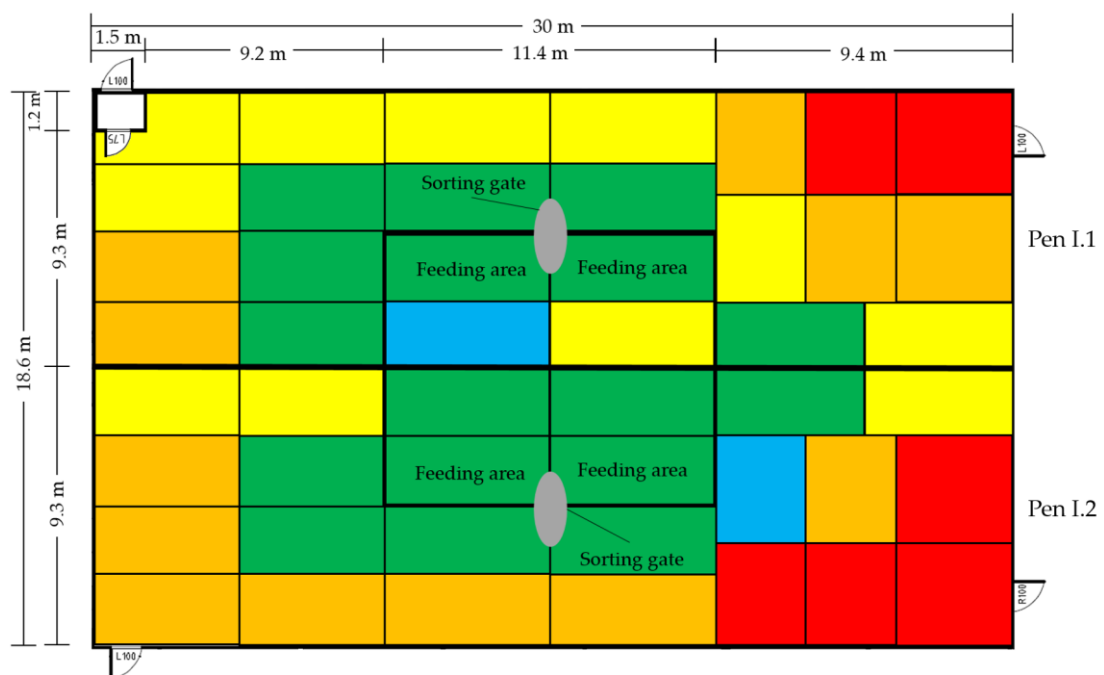 30 m
1.5 m
9.2 m
11.4 m
9.4 m
L100
1.2 m
L75
L100
Sorting gate
Pen I.1
9.3 m
Feeding area
Feeding area
18.6 m
Feeding area
Feeding area
9.3 m
Pen I.2
Sorting gate
R100
L100